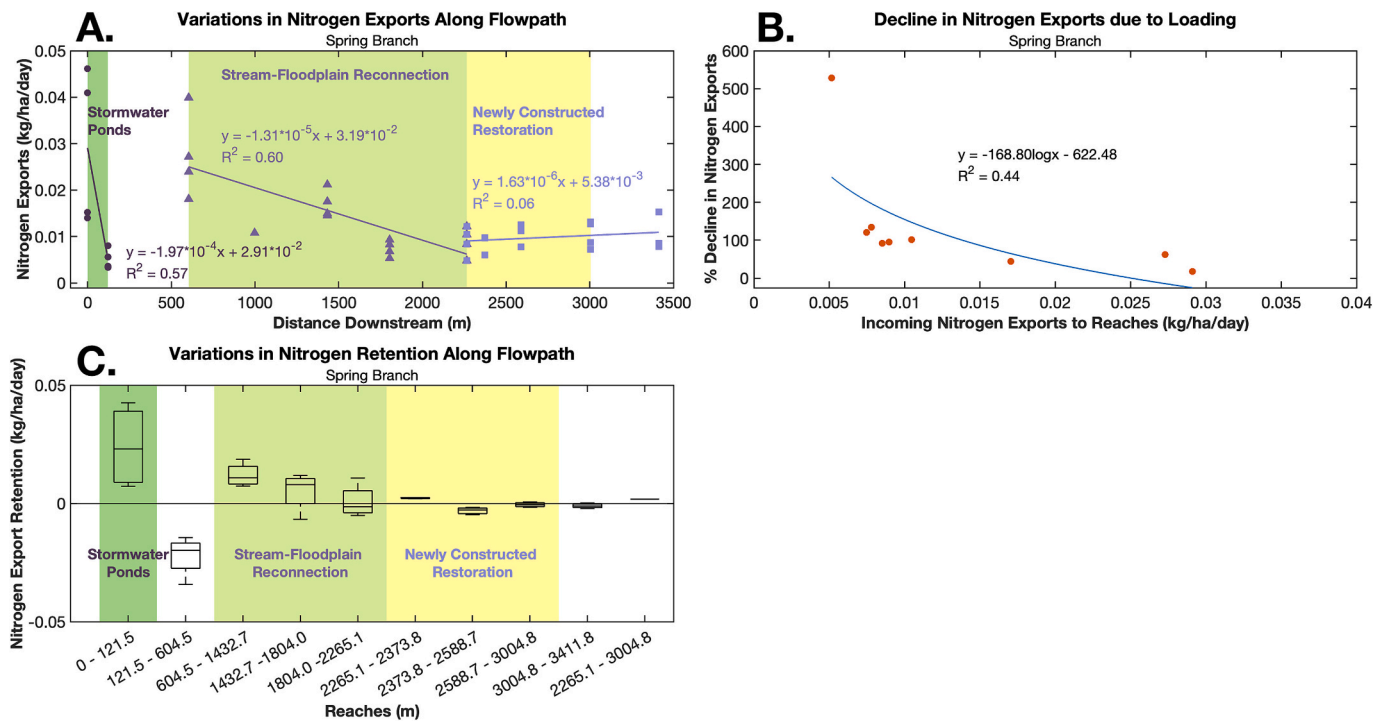 A.
Variations in Nitrogen Exports Along Flowpath
Spring Branch
Nitrogen Exports (kg/ha/day)
0.05
0.04
0.03
0.02
0.01
0
Stormwater
Ponds
Stream-Floodplain Reconnection
Newly Constructed
Restoration
y = -1.31*10^-5x + 3.19*10^-2
R^2 = 0.60
y = 1.63*10^-6x + 5.38*10^-3
R^2 = 0.06
y = -1.97*10^-4x + 2.91*10^-2
R^2 = 0.57
0 500 1000 1500 2000 2500 3000 3500
Distance Downstream (m)
B.
Decline in Nitrogen Exports due to Loading
Spring Branch
% Decline in Nitrogen Exports
600
500
400
300
200
100
0
y = -168.80logx - 622.48
R^2 = 0.44
0 0.005 0.01 0.015 0.02 0.025 0.03 0.035 0.04
Incoming Nitrogen Exports to Reaches (kg/ha/day)
C.
Variations in Nitrogen Retention Along Flowpath
Spring Branch
Nitrogen Export Retention (kg/ha/day)
0.05
0
-0.05
Stormwater
Ponds
Stream-Floodplain
Reconnection
Newly Constructed
Restoration
0 - 121.5
121.5 - 604.5
604.5 - 1432.7
1432.7 -1804.0
1804.0 -2265.1
2265.1 - 2373.8
2373.8 - 2588.7
2588.7 - 3004.8
3004.8 - 3411.8
2265.1 - 3004.8
Reaches (m)